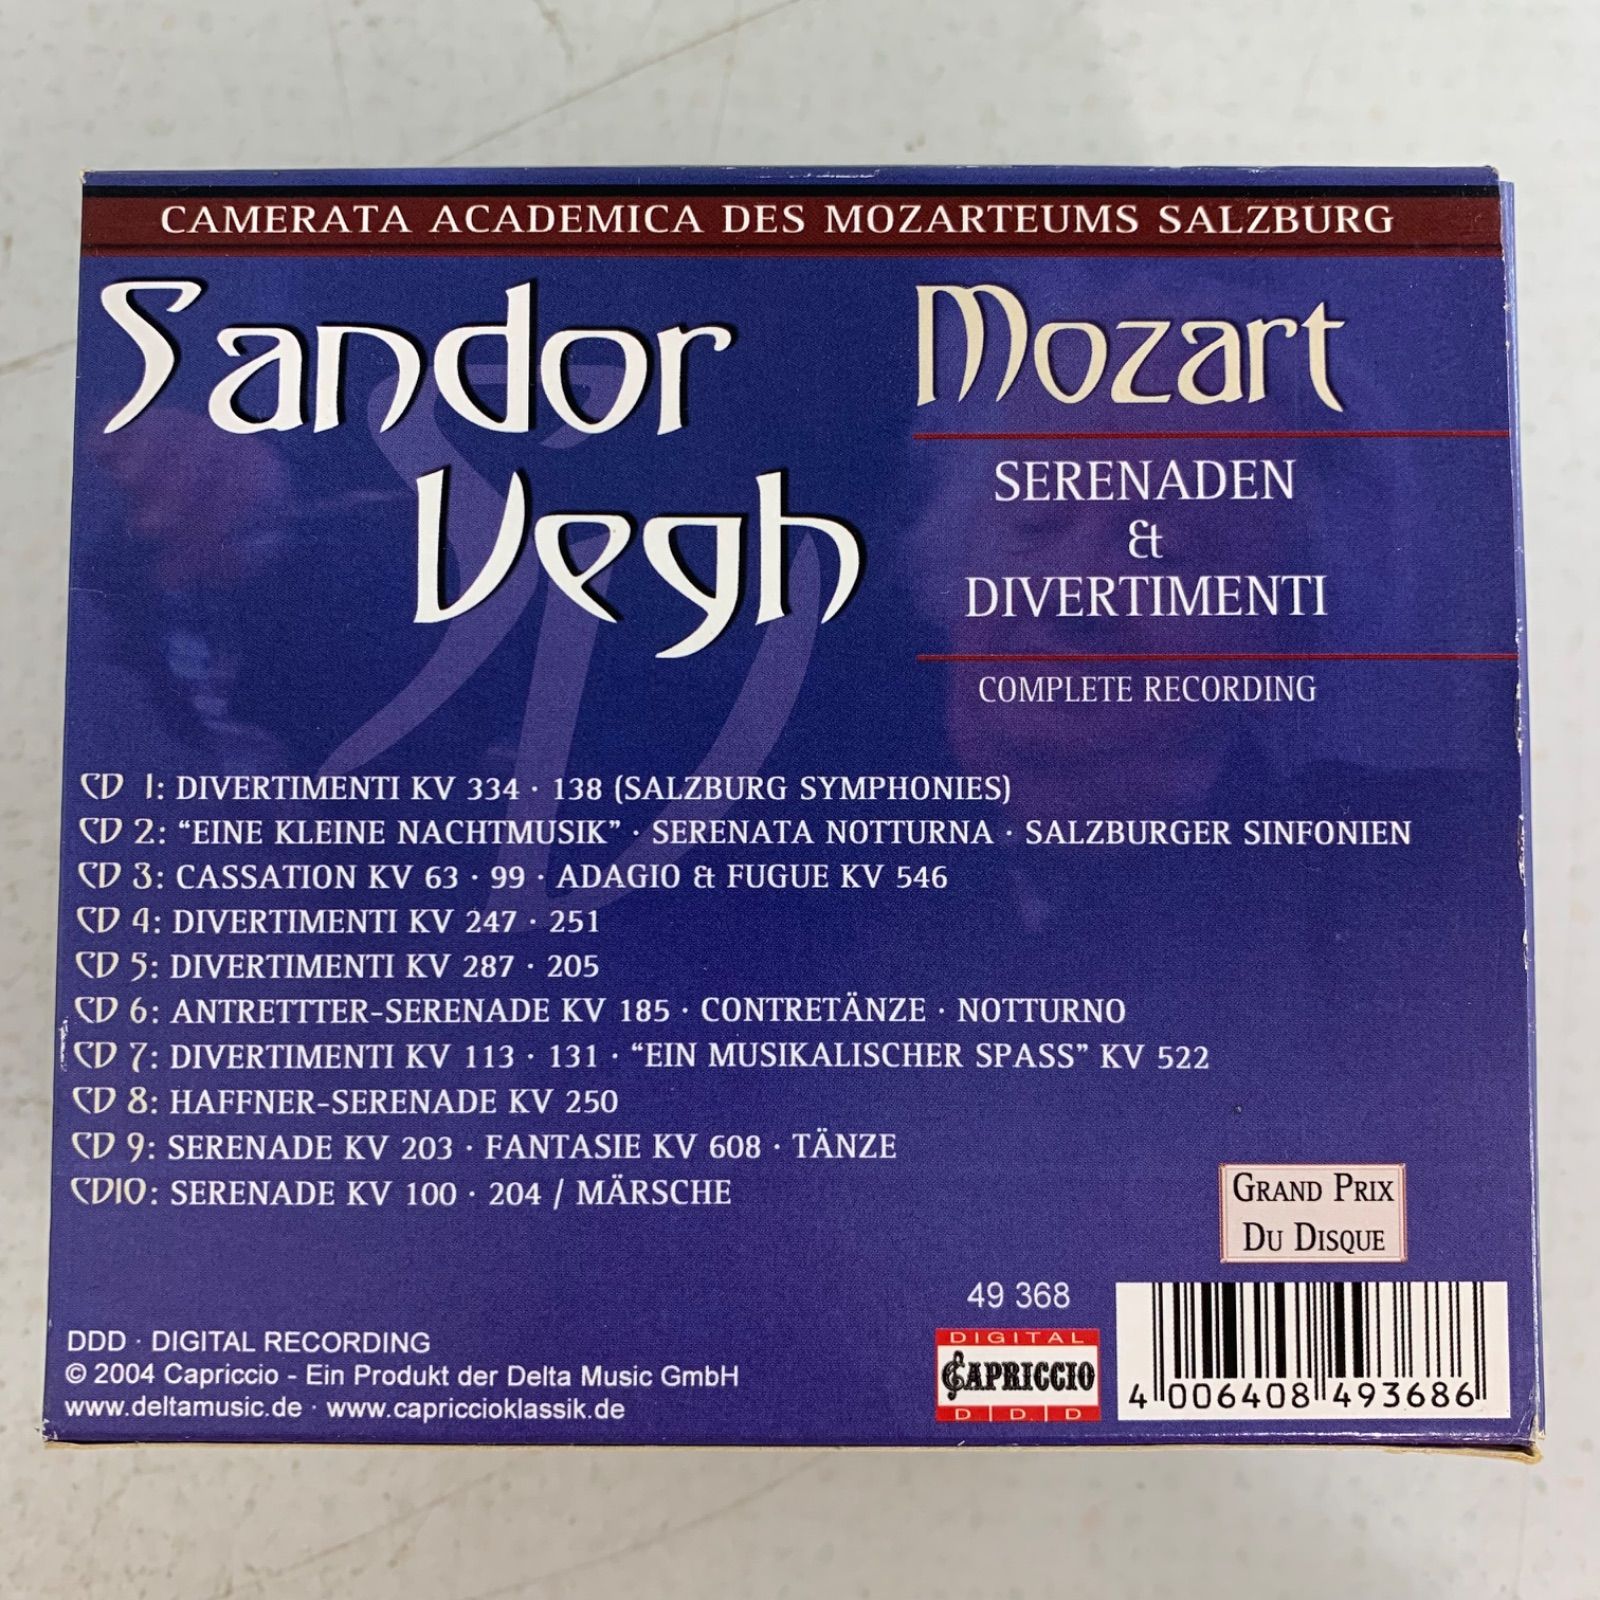 CAMERATA ACADEMICA DES MOZARTEUMS SALZBURG
Sandor
Vegh
Mozart
SERENADEN
&
DIVERTIMENTI
COMPLETE RECORDING
CD 1: DIVERTIMENTI KV 334 · 138 (SALZBURG SYMPHONIES)
CD 2: “EINE KLEINE NACHTMUSIK” · SERENATA NOTTURNA · SALZBURGER SINFONIEN
CD 3: CASSATION KV 63 · 99 · ADAGIO & FUGUE KV 546
CD 4: DIVERTIMENTI KV 247 · 251
CD 5: DIVERTIMENTI KV 287 · 205
CD 6: ANTRETTTER-SERENADE KV 185 · CONTRETÄNZE · NOTTURNO
CD 7: DIVERTIMENTI KV 113 · 131 · “EIN MUSIKALISCHER SPASS” KV 522
CD 8: HAFFNER-SERENADE KV 250
CD 9: SERENADE KV 203 · FANTASIE KV 608 · TÄNZE
CD10: SERENADE KV 100 · 204 / MÄRSCHE
GRAND PRIX
DU DISQUE
49 368
DDD · DIGITAL RECORDING
© 2004 Capriccio - Ein Produkt der Delta Music GmbH
www.deltamusic.de · www.capriccioklassik.de
DIGITAL
CAPRICCIO
D|D|D
4 006408 493686